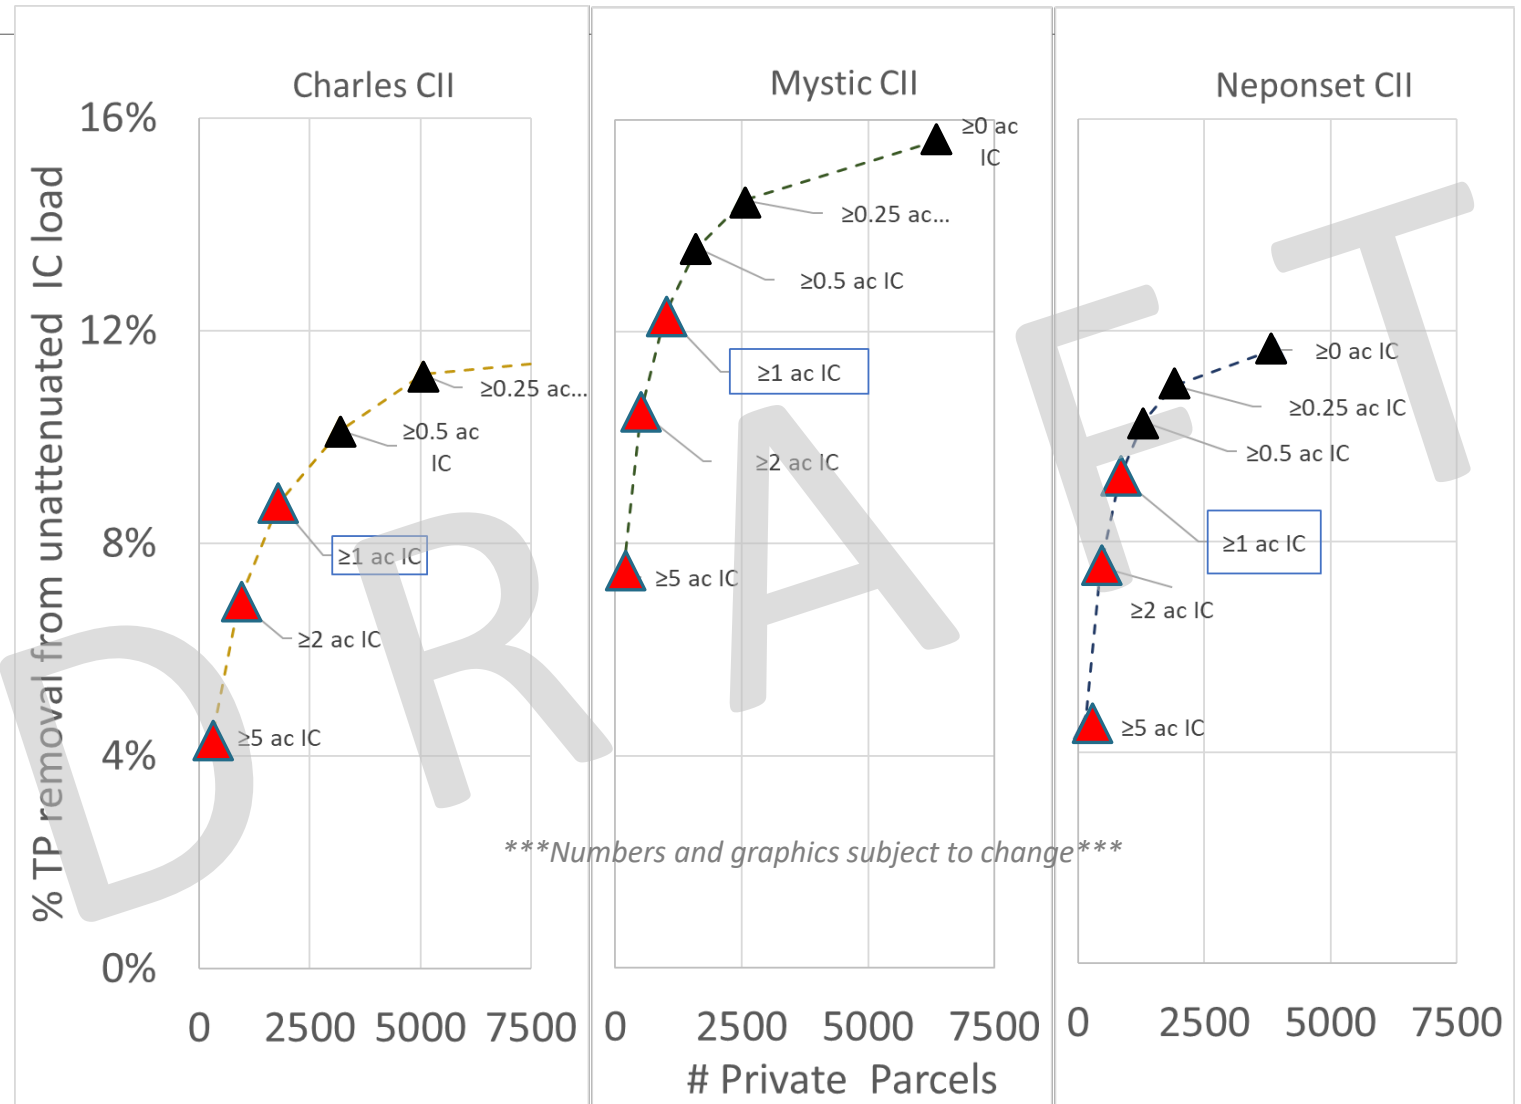 Charles CII
Mystic CII
Neponset CII
% TP removal from unattenuated IC load
16%
12%
8%
4%
0%
≥0.25 ac...
≥0.5 ac
IC
≥1 ac IC
≥2 ac IC
≥5 ac IC
0 2500 5000 7500
≥0 ac
IC
≥0.25 ac...
≥0.5 ac IC
≥1 ac IC
≥2 ac IC
≥5 ac IC
0 2500 5000 7500
≥0 ac IC
≥0.25 ac IC
≥0.5 ac IC
≥1 ac IC
≥2 ac IC
≥5 ac IC
0 2500 5000 7500
***Numbers and graphics subject to change***
# Private Parcels
DRAFT